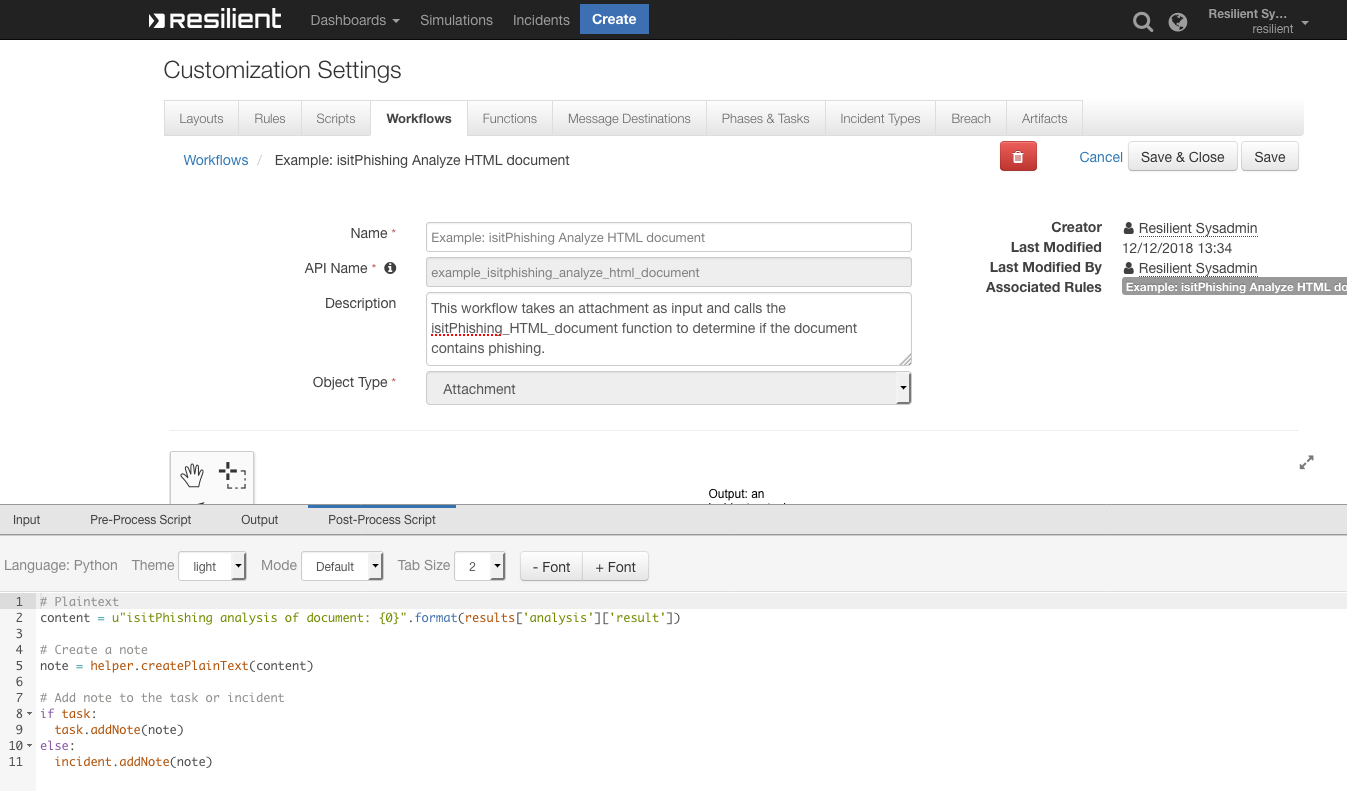 Resilient Dashboards Simulations Incidents Create Resilient Sy...
resilient
Customization Settings
Layouts Rules Scripts Workflows Functions Message Destinations Phases & Tasks Incident Types Breach Artifacts
Workflows / Example: isitPhishing Analyze HTML document Cancel Save & Close Save
Name * Example: isitPhishing Analyze HTML document
API Name * example_isitphishing_analyze_html_document
Description This workflow takes an attachment as input and calls the
isitPhishing_HTML_document function to determine if the document
contains phishing.
Object Type * Attachment
Creator Resilient Sysadmin
Last Modified 12/12/2018 13:34
Last Modified By Resilient Sysadmin
Associated Rules Example: isitPhishing Analyze HTML do
Output: an
Input Pre-Process Script Output Post-Process Script
Language: Python Theme light Mode Default Tab Size 2 - Font + Font
1 # Plaintext
2 content = u"isitPhishing analysis of document: {0}".format(results['analysis']['result'])
3
4 # Create a note
5 note = helper.createPlainText(content)
6
7 # Add note to the task or incident
8 if task:
9 task.addNote(note)
10 else:
11 incident.addNote(note)